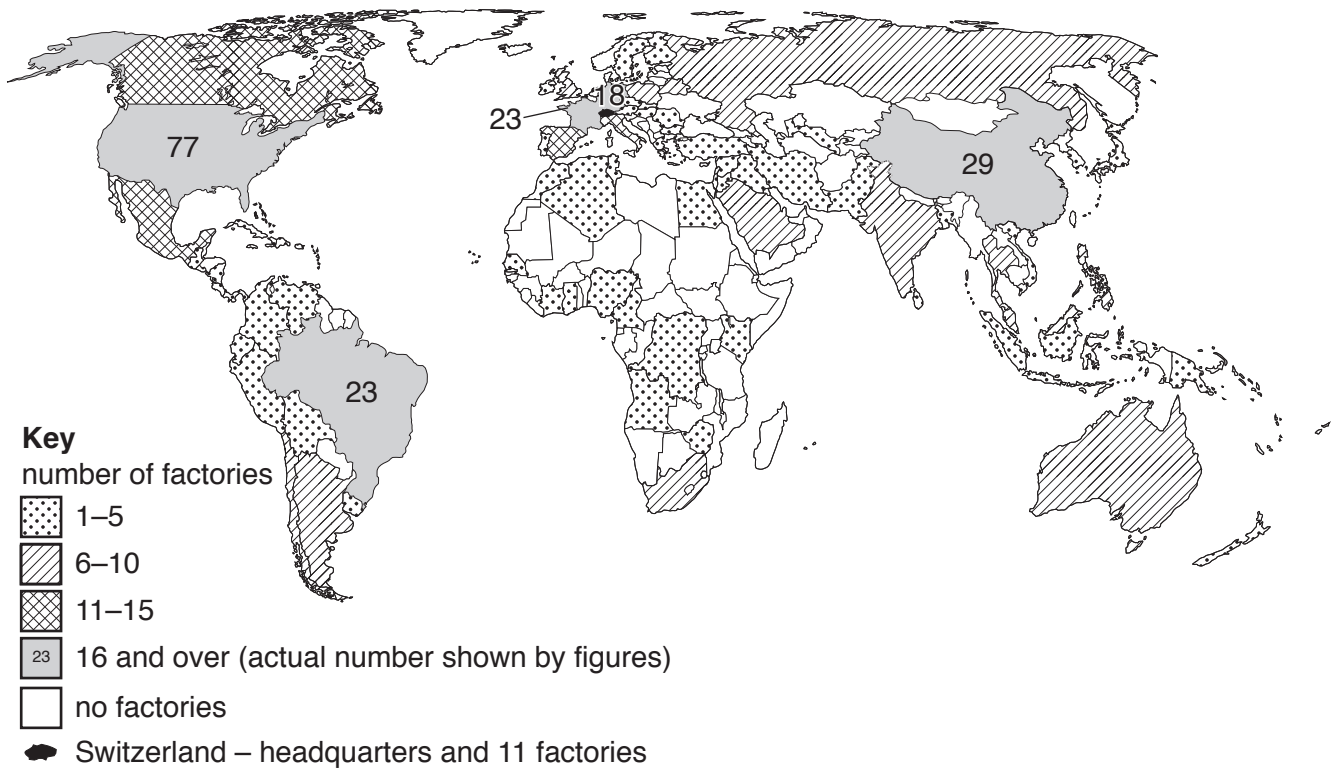 18
23
77
29
23
Key
number of factories
1–5
6–10
11–15
23 16 and over (actual number shown by figures)
no factories
Switzerland – headquarters and 11 factories